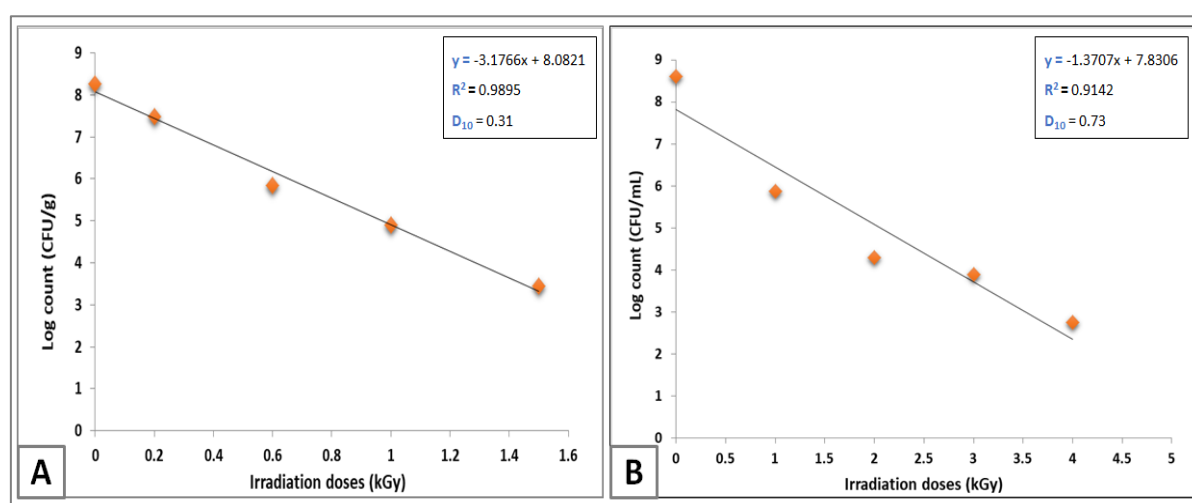 y = -3.1766x + 8.0821
R² = 0.9895
D₁₀ = 0.31
Log count (CFU/g)
9
8
7
6
5
4
3
2
1
0
0 0.2 0.4 0.6 0.8 1 1.2 1.4 1.6
Irradiation doses (kGy)
A
y = -1.3707x + 7.8306
R² = 0.9142
D₁₀ = 0.73
Log count (CFU/mL)
9
8
7
6
5
4
3
2
1
0
0 0.5 1 1.5 2 2.5 3 3.5 4 4.5 5
Irradiation doses (kGy)
B